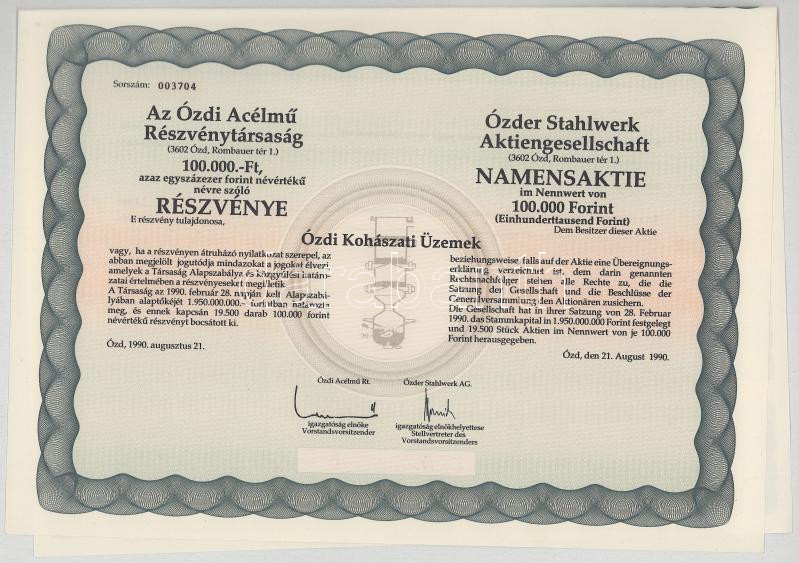 Sorszám: 003704
Az Ózdi Acélmű
Részvénytársaság
(3602 Ózd, Rombauer tér 1.)
100.000.-Ft,
azaz egyszázezer forint névértékű
névre szóló
RÉSZVÉNYE
E részvény tulajdonosa,
Ózder Stahlwerk
Aktiengesellschaft
(3602 Ózd, Rombauer tér 1.)
NAMENSAKTIE
im Nennwert von
100.000 Forint
(Einhunderttausend Forint)
Dem Besitzer dieser Aktie
Ózdi Kohászati Üzemek
vagy, ha a részvényen átruházó nyilatkozat szerepel, az
abban megjelölt jogutódja mindazokat a jogokat élvezi,
amelyek a Társaság Alapszabálya és közgyűlési határo-
zatai értelmében a részvényeseket megilletik.
A Társaság az 1990. február 28. napján kelt Alapszabá-
lyában alaptőkéjét 1.950.000.000.- forintban határozta
meg, és ennek kapcsán 19.500 darab 100.000 forint
névértékű részvényt bocsátott ki.
Ózd, 1990. augusztus 21.
beziehungsweise falls auf der Aktie eine Übereignungs-
erklärung verzeichnet ist, dem darin genannten
Rechtsnachfolger stehen alle Rechte zu, die die
Satzung der Gesellschaft und die Beschlüsse der
Generalversammlung den Aktionären zusichern.
Die Gesellschaft hat in ihrer Satzung von 28. Februar
1990. das Stammkapital in 1.950.000.000 Forint festgelegt
und 19.500 Stück Aktien im Nennwert von je 100.000
Forint herausgegeben.
Ózd, den 21. August 1990.
Ózdi Acélmű Rt.
igazgatóság elnöke
Vorstandsvorsitzender
Ózder Stahlwerk AG.
igazgatóság elnökhelyettese
Stellvertreter des
Vorstandsvorsitzenders